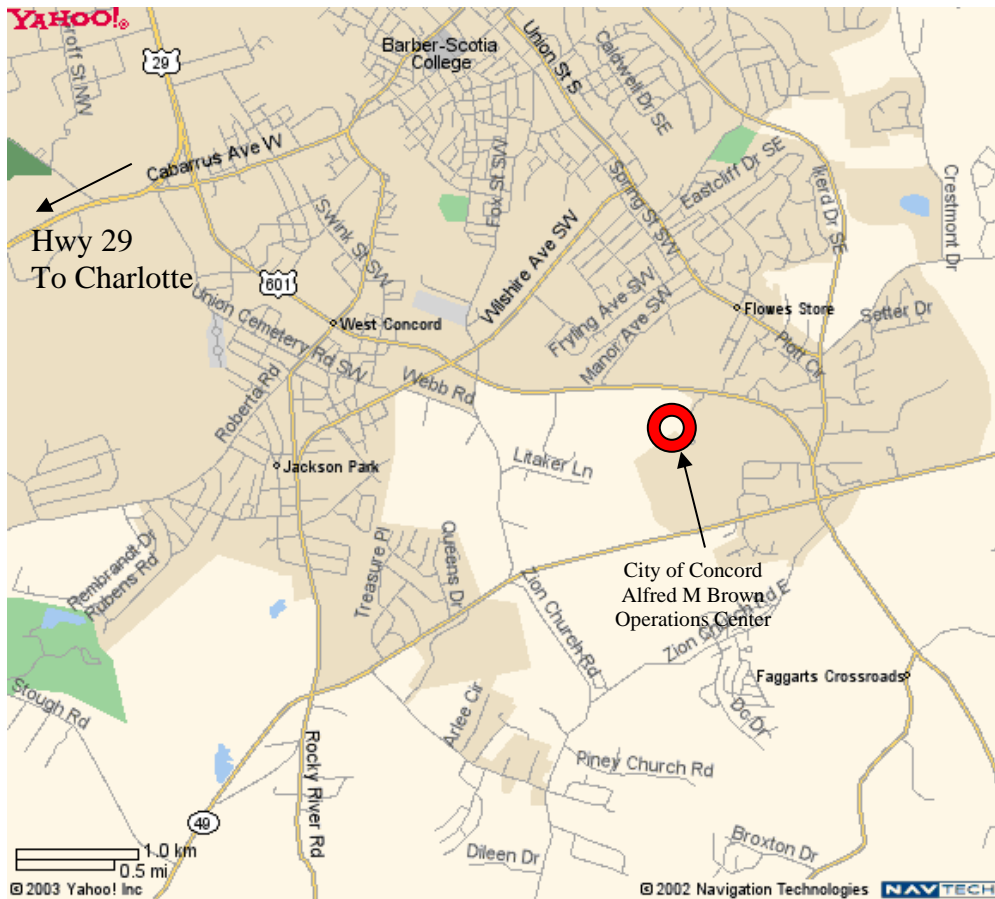 YAHOO!®
Barber-Scotia
College
Union St S
Caldwell Dr SE
29
Cabarrus Ave W
Fox St SW
Spring St SW
Eastcliff Dr SE
Ikerd Dr SE
Crestmont Dr
Swink St SW
Wilshire Ave SW
Hwy 29
To Charlotte
601
Union Cemetery Rd SW
West Concord
Fryling Ave SW
Manor Ave SW
Flowes Store
Setter Dr
Plott Cir
Webb Rd
Roberta Rd
Litaker Ln
Jackson Park
Treasure Pl
Queens Dr
Rembrandt Dr
Rubens Rd
Zion Church Rd
City of Concord
Alfred M Brown
Operations Center
Zion Church Rd E
Faggarts Crossroads
Stough Rd
Arlee Cir
Dc Dr
Rocky River Rd
Piney Church Rd
49
Broxton Dr
Dileen Dr
1.0 km
0.5 mi
© 2003 Yahoo! Inc
© 2002 Navigation Technologies
NAVTECH